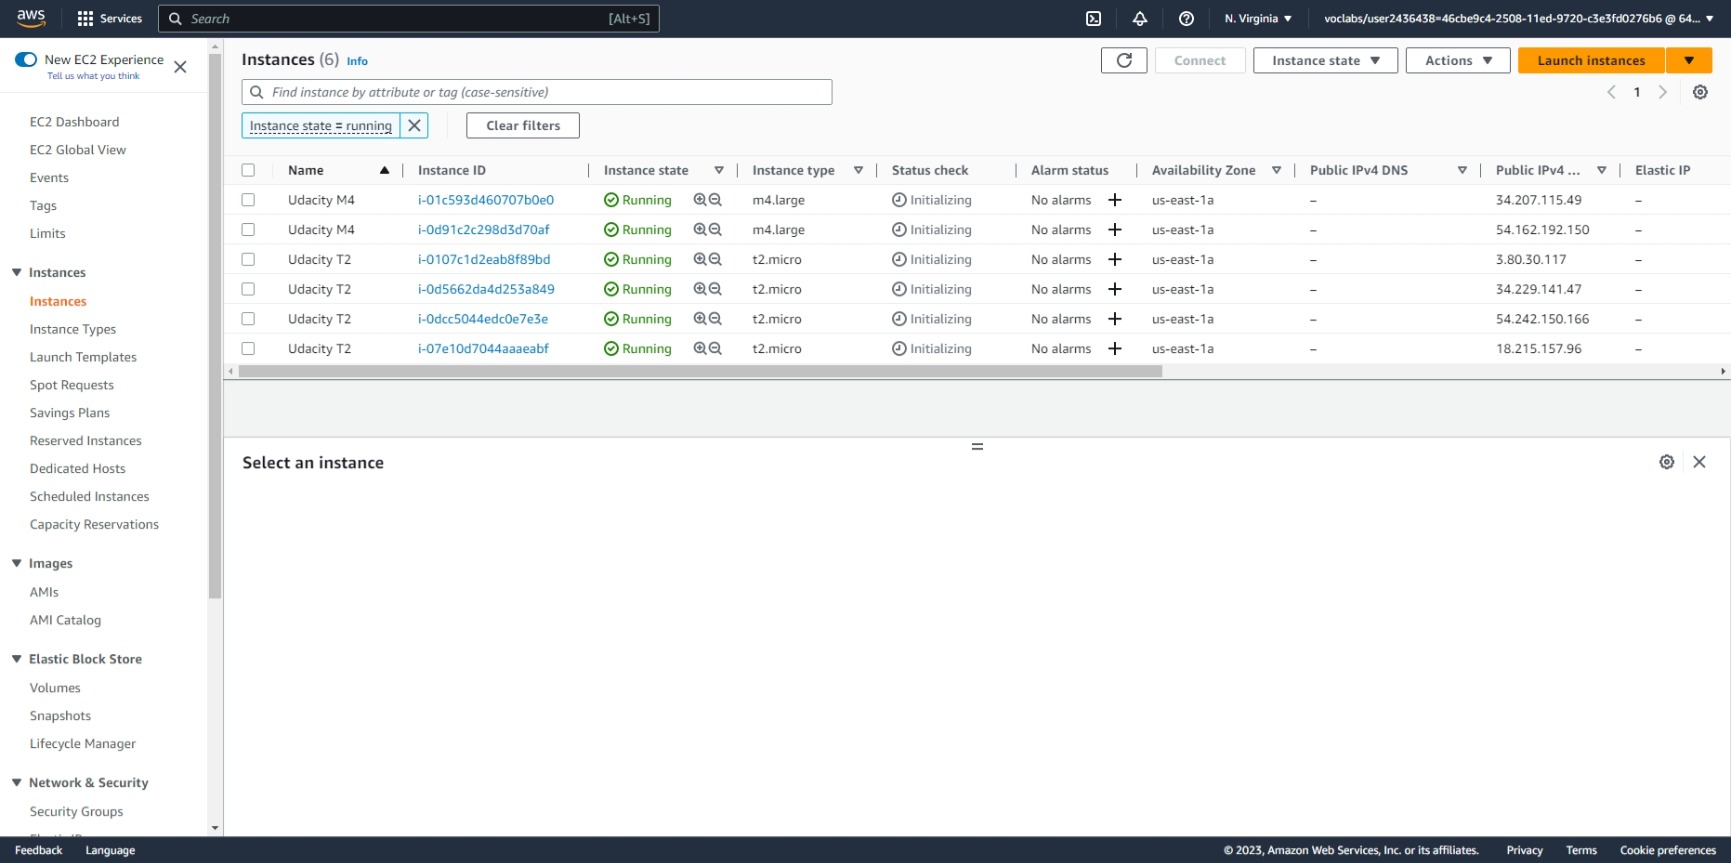 aws Services Search [Alt+S] N. Virginia ▼ voclabs/user2436438=46cbe9c4-2508-11ed-9720-c3e3fd0276b6 @ 64... ▼
New EC2 Experience
Tell us what you think
EC2 Dashboard
EC2 Global View
Events
Tags
Limits
Instances
Instances
Instance Types
Launch Templates
Spot Requests
Savings Plans
Reserved Instances
Dedicated Hosts
Scheduled Instances
Capacity Reservations
Images
AMIs
AMI Catalog
Elastic Block Store
Volumes
Snapshots
Lifecycle Manager
Network & Security
Security Groups
Instances (6) Info Connect Instance state ▼ Actions ▼ Launch instances ▼
Find instance by attribute or tag (case-sensitive) 1
Instance state = running Clear filters
Name Instance ID Instance state Instance type Status check Alarm status Availability Zone Public IPv4 DNS Public IPv4 ... Elastic IP
Udacity M4 i-01c593d460707b0e0 Running m4.large Initializing No alarms + us-east-1a – 34.207.115.49 –
Udacity M4 i-0d91c2c298d3d70af Running m4.large Initializing No alarms + us-east-1a – 54.162.192.150 –
Udacity T2 i-0107c1d2eab8f89bd Running t2.micro Initializing No alarms + us-east-1a – 3.80.30.117 –
Udacity T2 i-0d5662da4d253a849 Running t2.micro Initializing No alarms + us-east-1a – 34.229.141.47 –
Udacity T2 i-0dcc5044edc0e7e3e Running t2.micro Initializing No alarms + us-east-1a – 54.242.150.166 –
Udacity T2 i-07e10d7044aaaeabf Running t2.micro Initializing No alarms + us-east-1a – 18.215.157.96 –
Select an instance
Feedback Language © 2023, Amazon Web Services, Inc. or its affiliates. Privacy Terms Cookie preferences